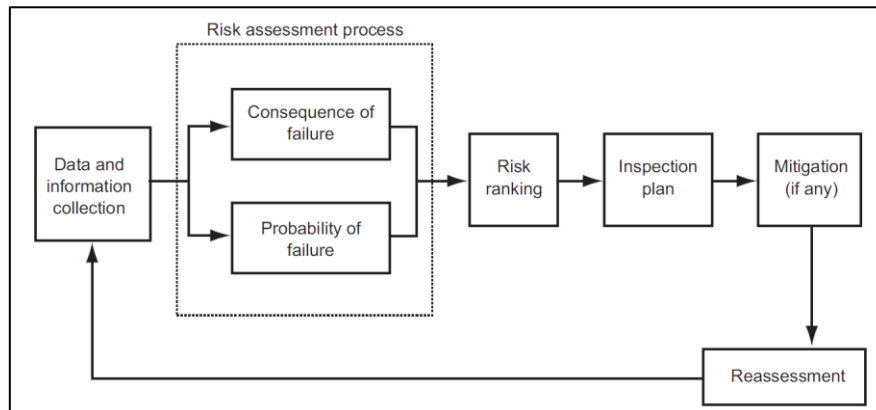 Risk assessment process
Consequence of
failure
Data and
information
collection
Probability of
failure
Risk
ranking
Inspection
plan
Mitigation
(if any)
Reassessment